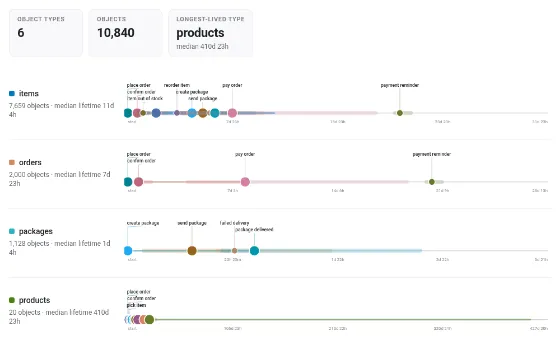 OBJECT TYPES
6
OBJECTS
10,840
LONGEST-LIVED TYPE
products
median 410d 23h
items
7,659 objects · median lifetime 11d
4h
place order
confirm order
item out of stock
reorder item
create package
send package
pay order
payment reminder
start
orders
2,000 objects · median lifetime 7d
23h
place order
confirm order
pay order
payment reminder
start
packages
1,128 objects · median lifetime 1d
4h
create package
send package
failed delivery
package delivered
start
products
20 objects · median lifetime 410d
23h
place order
confirm order
pick item
start